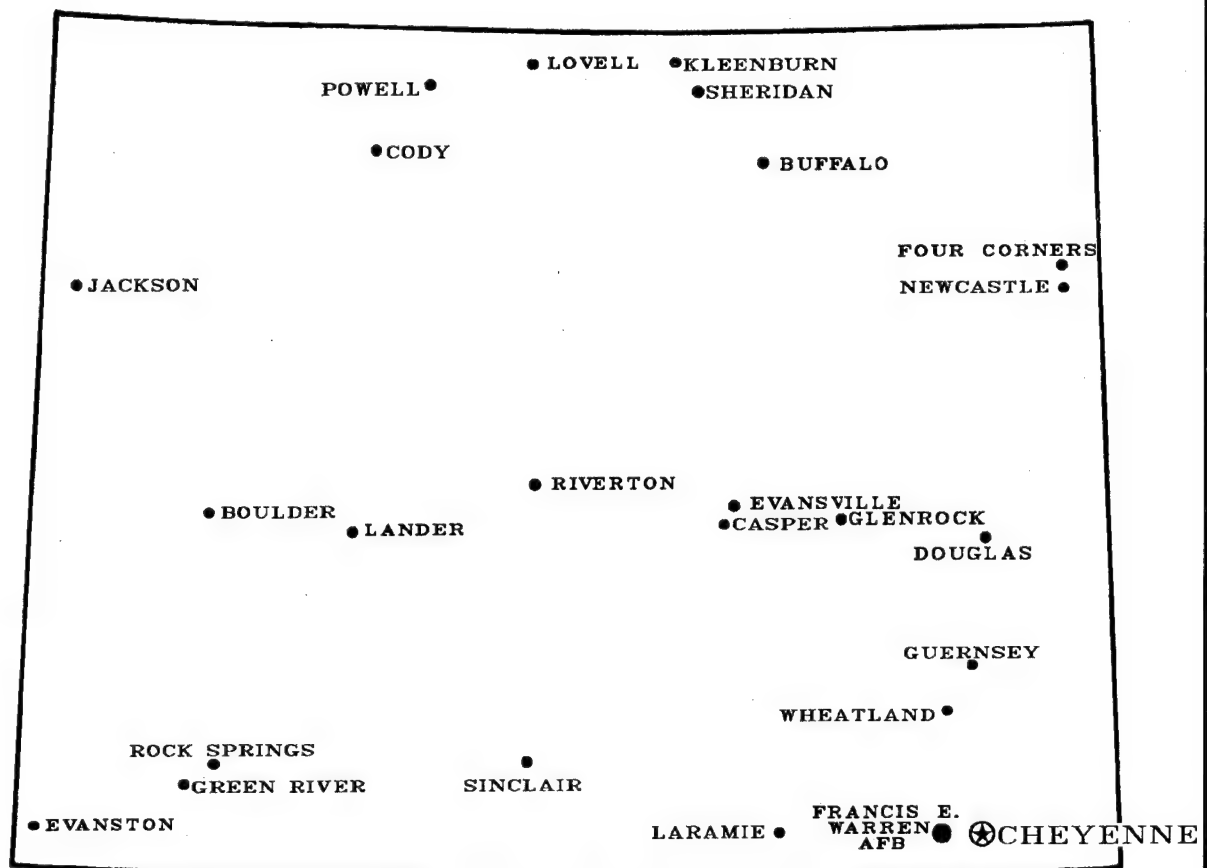 LOVELL
KLEENBURN
POWELL
SHERIDAN
CODY
BUFFALO
FOUR CORNERS
JACKSON
NEWCASTLE
RIVERTON
EVANSVILLE
BOULDER
LANDER
CASPER
GLENROCK
DOUGLAS
GUERNSEY
WHEATLAND
ROCK SPRINGS
GREEN RIVER
SINCLAIR
EVANSTON
LARAMIE
FRANCIS E.
WARREN
AFB
CHEYENNE